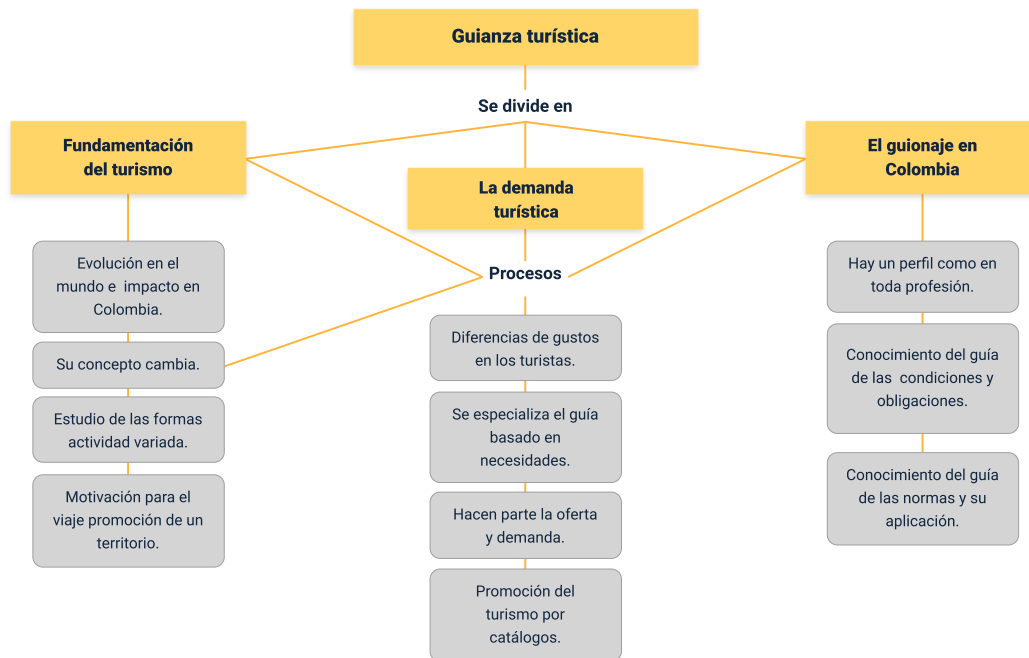 Guianza turística
Se divide en
Fundamentación
del turismo
La demanda
turística
El guionaje en
Colombia
Procesos
Evolución en el
mundo e impacto en
Colombia.
Su concepto cambia.
Estudio de las formas
actividad variada.
Motivación para el
viaje promoción de un
territorio.
Diferencias de gustos
en los turistas.
Se especializa el guía
basado en
necesidades.
Hacen parte la oferta
y demanda.
Promoción del
turismo por
catálogos.
Hay un perfil como en
toda profesión.
Conocimiento del guía
de las condiciones y
obligaciones.
Conocimiento del guía
de las normas y su
aplicación.